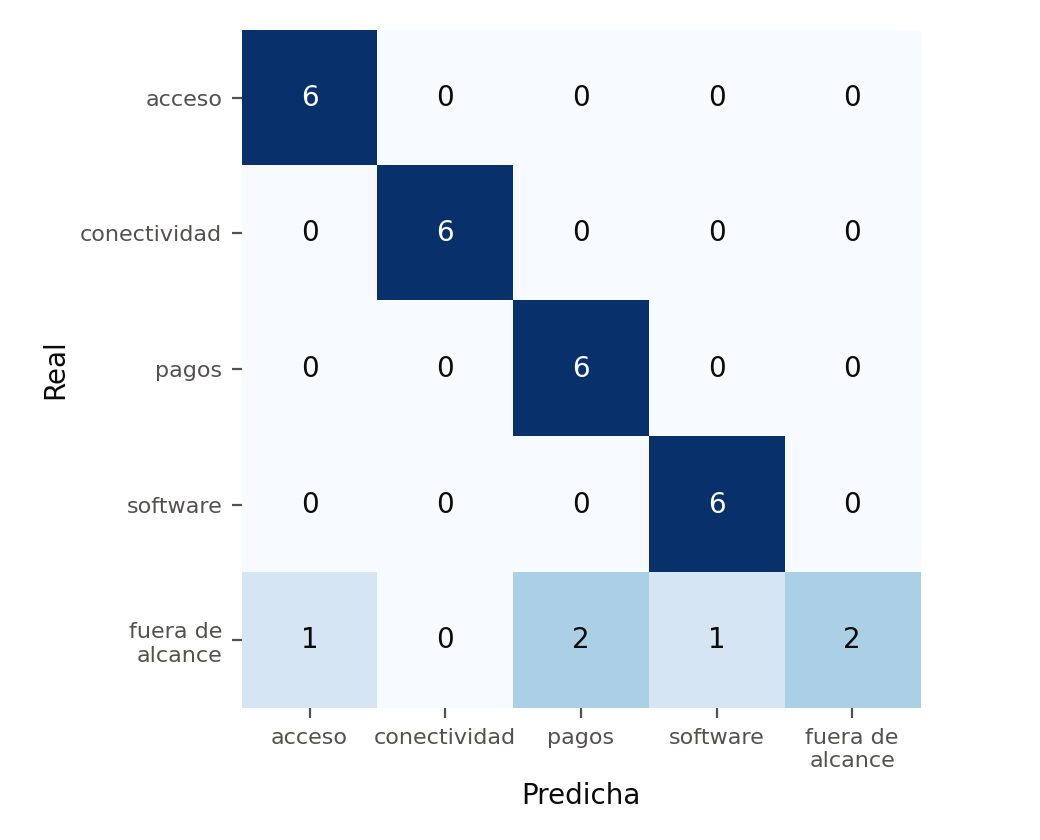 acceso 6 0 0 0 0
conectividad 0 6 0 0 0
pagos 0 0 6 0 0
software 0 0 0 6 0
fuera de
alcance 1 0 2 1 2
Real
acceso conectividad pagos software fuera de
alcance
Predicha